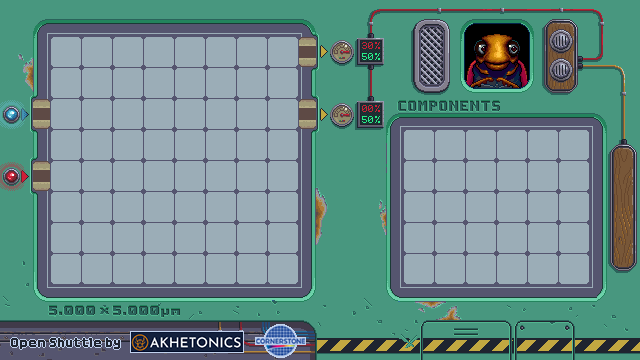 30%
50%
COMPONENTS
00%
50%
5.000 × 5.000µm
Open Shuttle by AKHETONICS CORNERSTONE